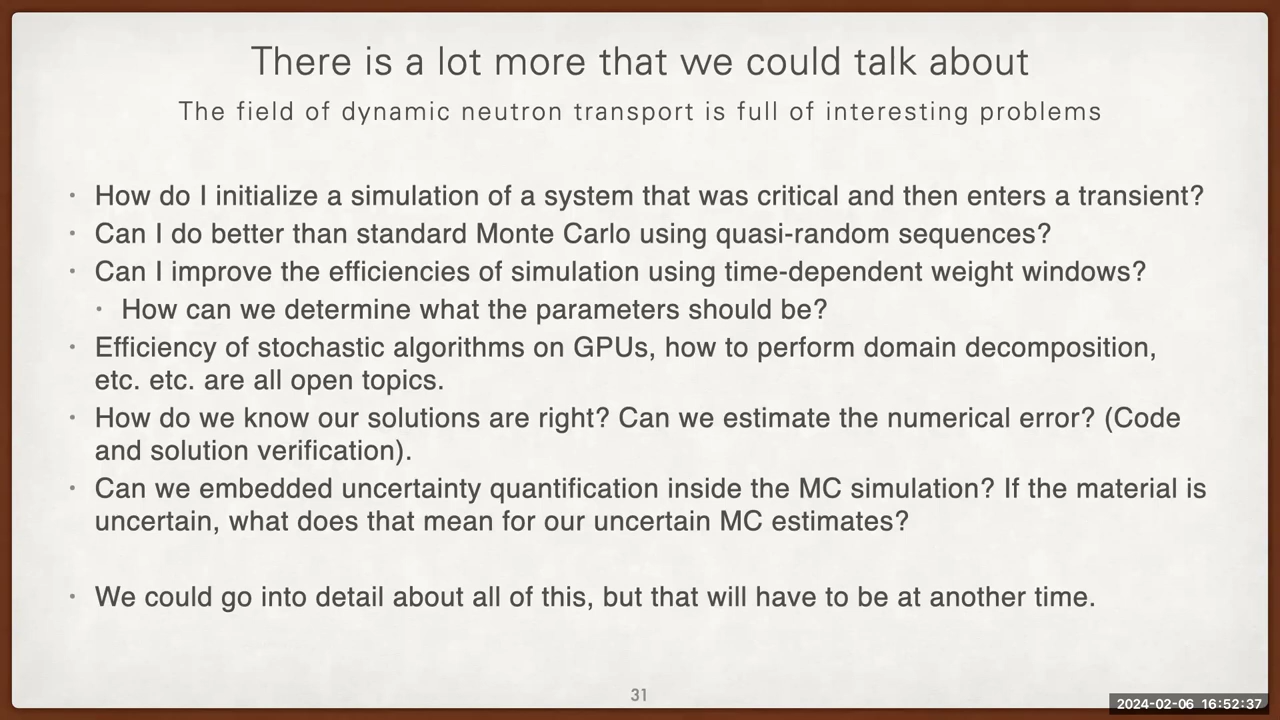 There is a lot more that we could talk about
The field of dynamic neutron transport is full of interesting problems
• How do I initialize a simulation of a system that was critical and then enters a transient?
• Can I do better than standard Monte Carlo using quasi-random sequences?
• Can I improve the efficiencies of simulation using time-dependent weight windows?
• How can we determine what the parameters should be?
• Efficiency of stochastic algorithms on GPUs, how to perform domain decomposition,
etc. etc. are all open topics.
• How do we know our solutions are right? Can we estimate the numerical error? (Code
and solution verification).
• Can we embedded uncertainty quantification inside the MC simulation? If the material is
uncertain, what does that mean for our uncertain MC estimates?
• We could go into detail about all of this, but that will have to be at another time.
31
2024-02-06 16:52:37